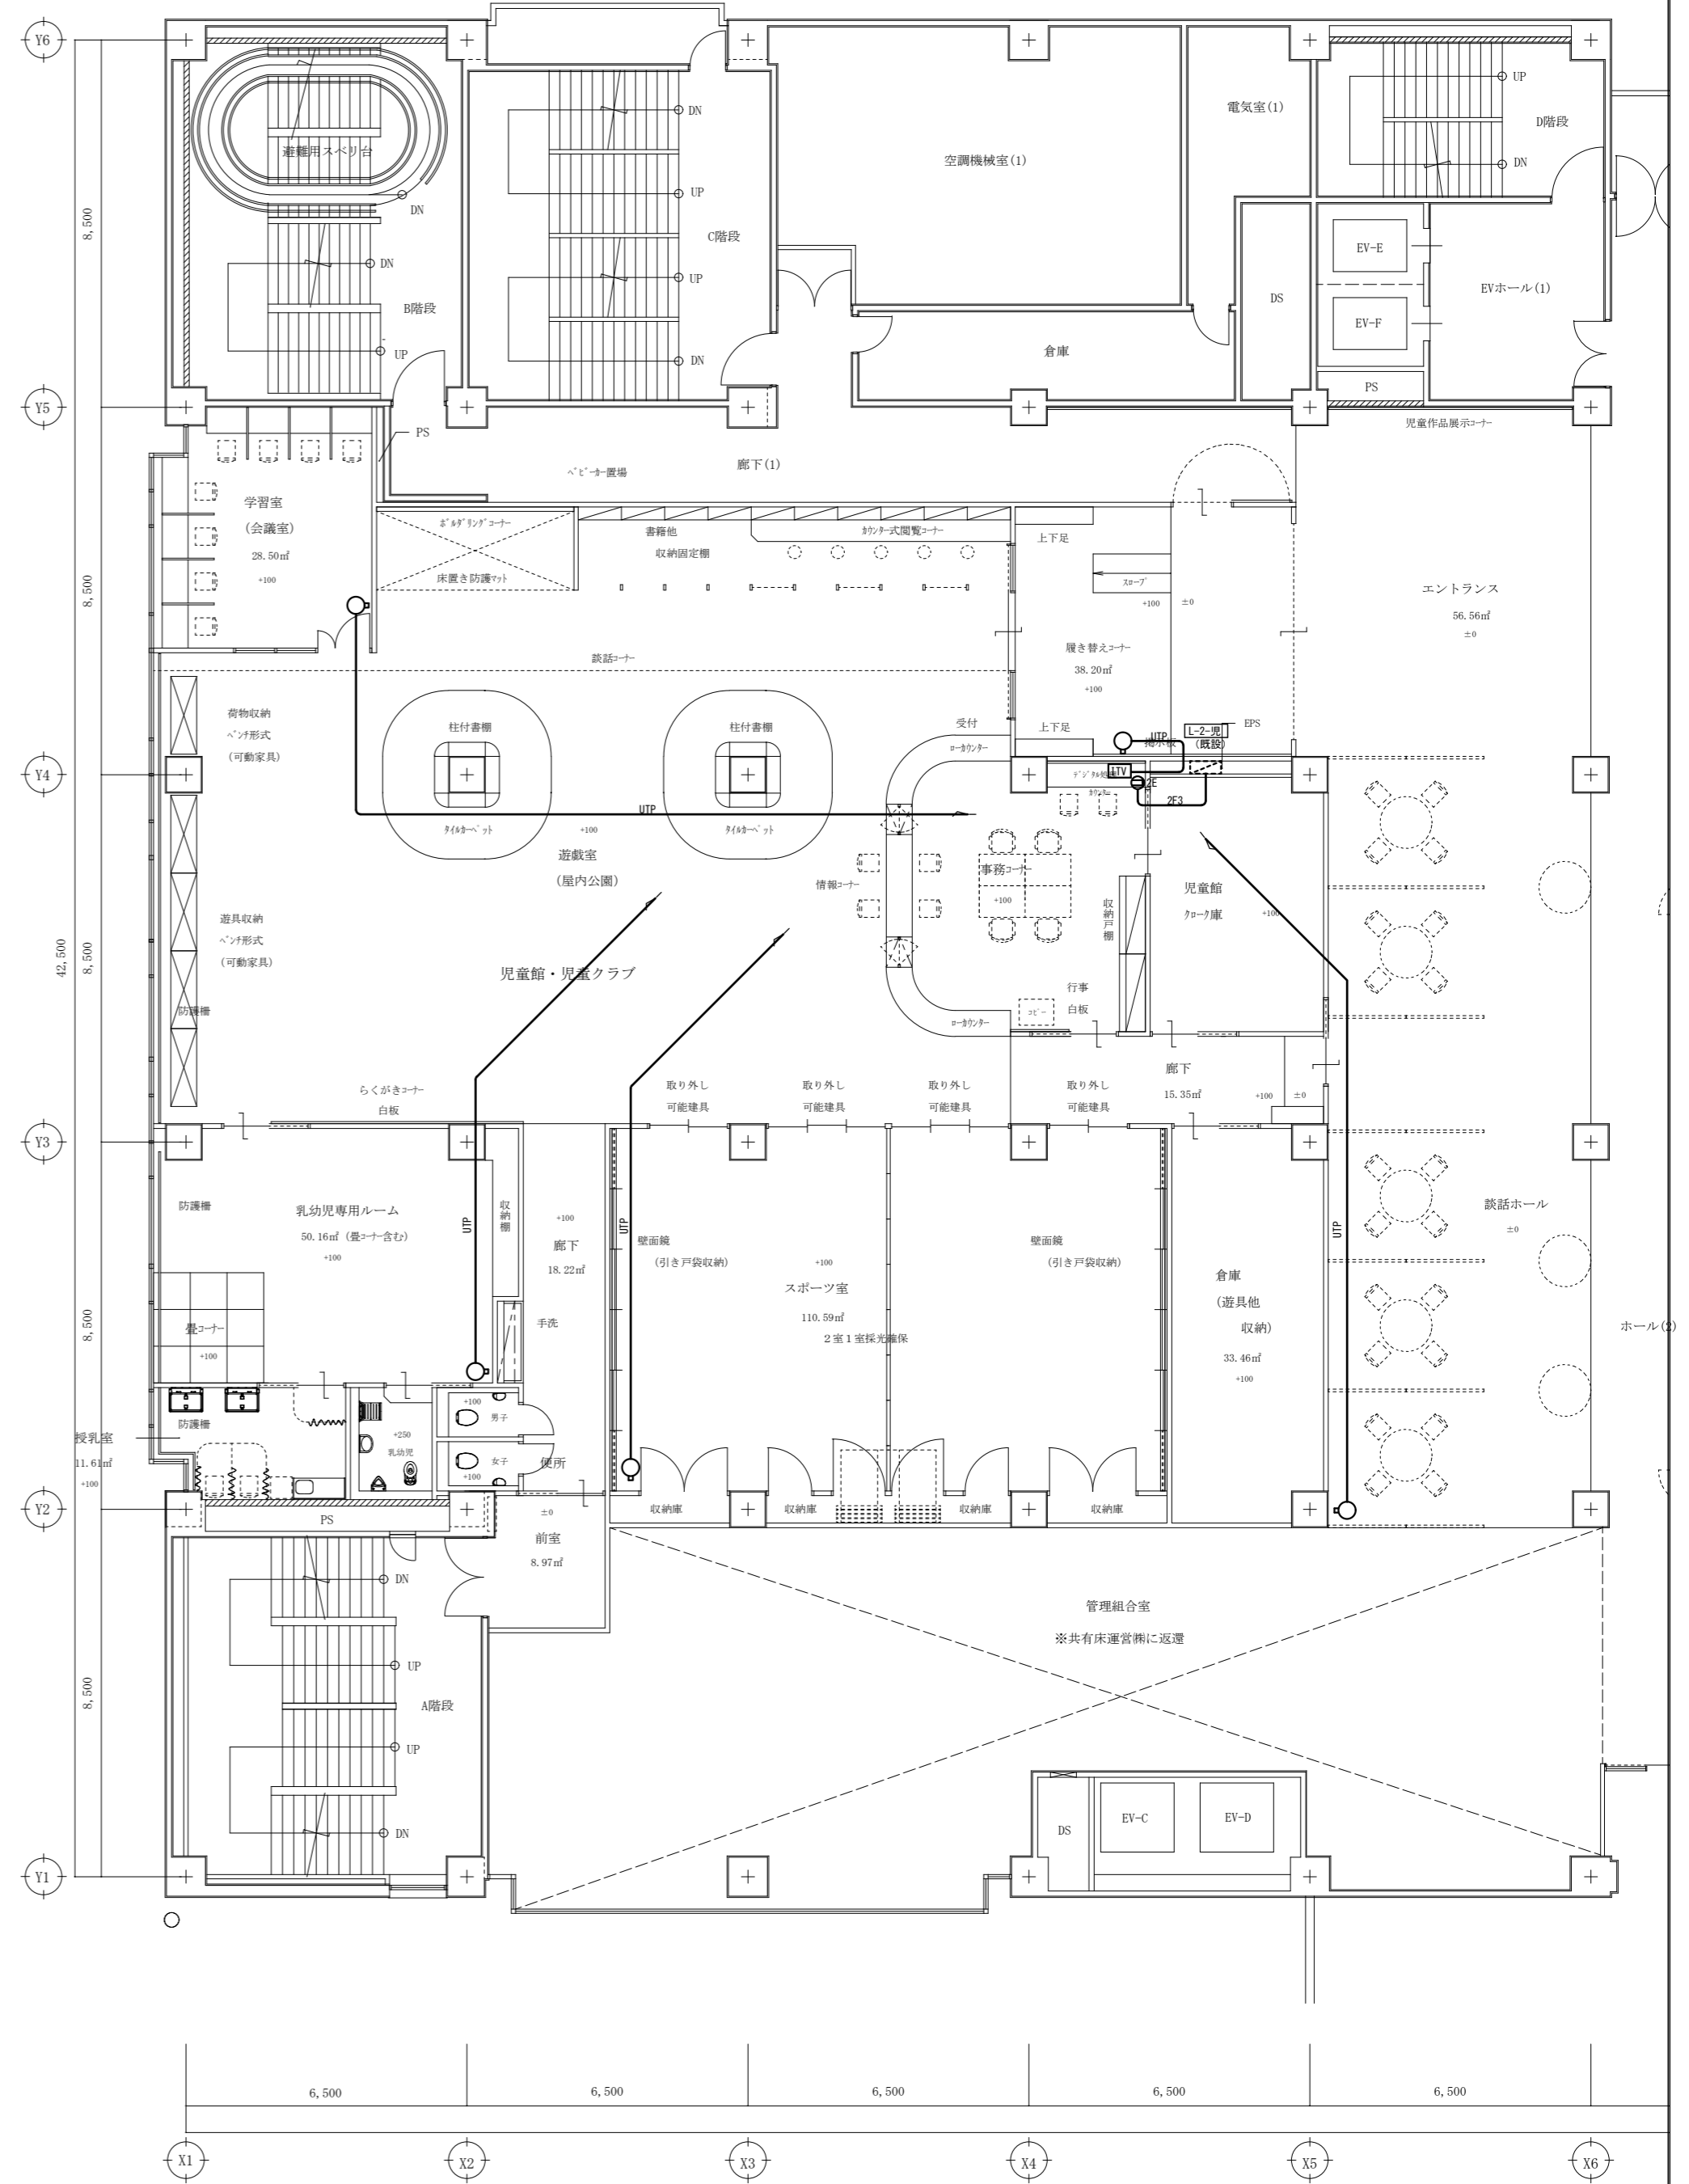 Y6
UP
DN
避難用スベリ台
DN
電気室(1)
D階段
空調機械室(1)
DN
UP
8,500
C階段
EV-E
DN
UP
EVホール(1)
DS
B階段
EV-F
UP
DN
倉庫
PS
Y5
児童作品展示コーナー
PS
廊下(1)
ベビーカー置場
学習室
(会議室)
28.50㎡
+100
ボルダリングコーナー
床置き防護マット
書籍他
収納固定棚
カウンター式閲覧コーナー
上下足
スロープ
+100
±0
エントランス
56.56㎡
±0
8,500
履き替えコーナー
38.20㎡
+100
談話コーナー
荷物収納
ベンチ形式
(可動家具)
柱付書棚
柱付書棚
受付
ローカウンター
上下足
UTP
掲示板
L-2-児
(既設)
EPS
Y4
デジタル処理
カウンター
LTV
2E
2F3
UTP
タイルカーペット
タイルカーペット
+100
遊戯室
(屋内公園)
情報コーナー
事務コーナー
+100
児童館
クローク庫
+100
収納戸棚
遊具収納
ベンチ形式
(可動家具)
42,500
8,500
児童館・児童クラブ
防護柵
行事
白板
コピー
ローカウンター
廊下
15.35㎡
+100
±0
らくがきコーナー
白板
取り外し
可能建具
取り外し
可能建具
取り外し
可能建具
取り外し
可能建具
Y3
防護柵
乳幼児専用ルーム
50.16㎡ (畳コーナー含む)
+100
UTP
収納棚
+100
廊下
18.22㎡
UTP
壁面鏡
(引き戸袋収納)
+100
スポーツ室
110.59㎡
2室1室採光確保
壁面鏡
(引き戸袋収納)
倉庫
(遊具他
収納)
33.46㎡
+100
UTP
談話ホール
±0
8,500
畳コーナー
+100
手洗
ホール(2)
防護柵
授乳室
11.61㎡
+100
+250
乳幼児
+100
男子
女子
+100
便所
収納庫
収納庫
収納庫
収納庫
Y2
PS
±0
前室
8.97㎡
DN
管理組合室
※共有床運営㈱に返還
UP
8,500
A階段
UP
DN
DS
EV-C
EV-D
Y1
6,500
6,500
6,500
6,500
6,500
X1
X2
X3
X4
X5
X6